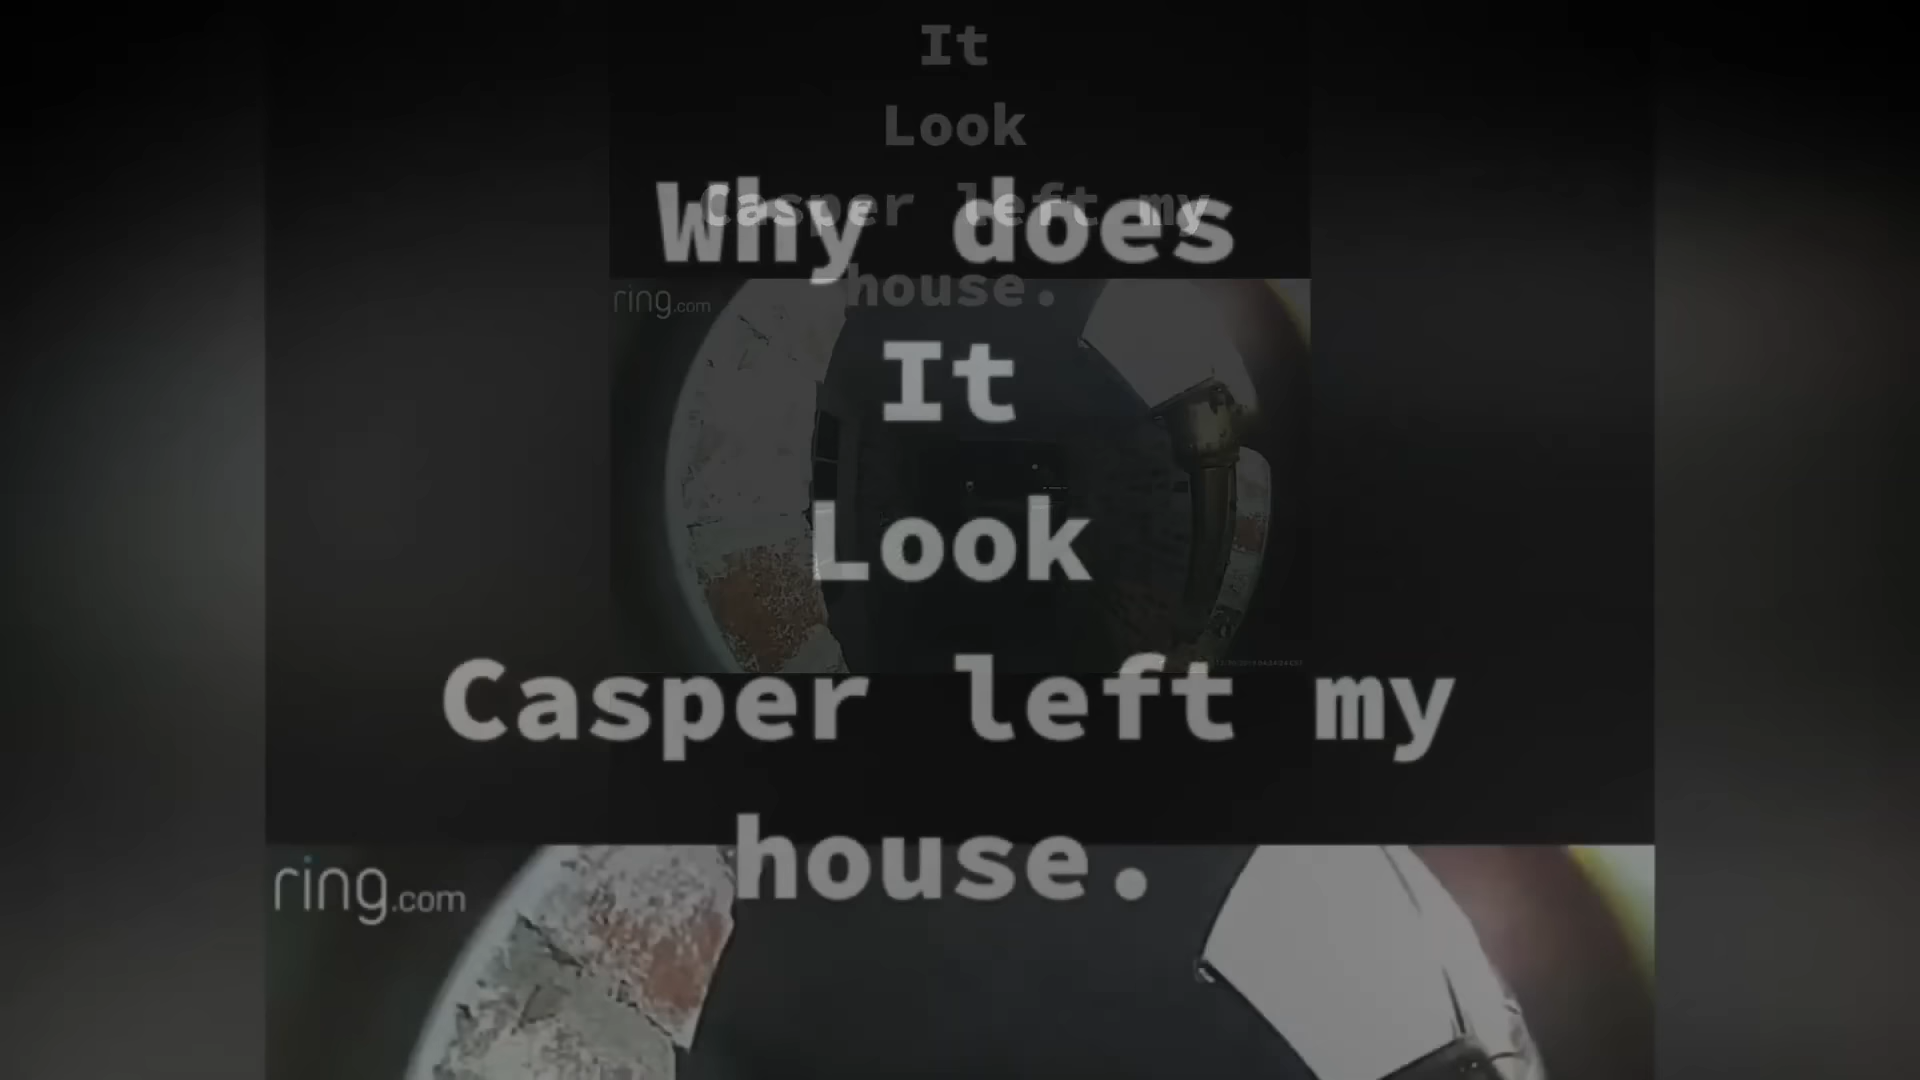 It
Look
Casper left my
house.
Why does
It
Look
Casper left my
house.
ring.com
ring.com